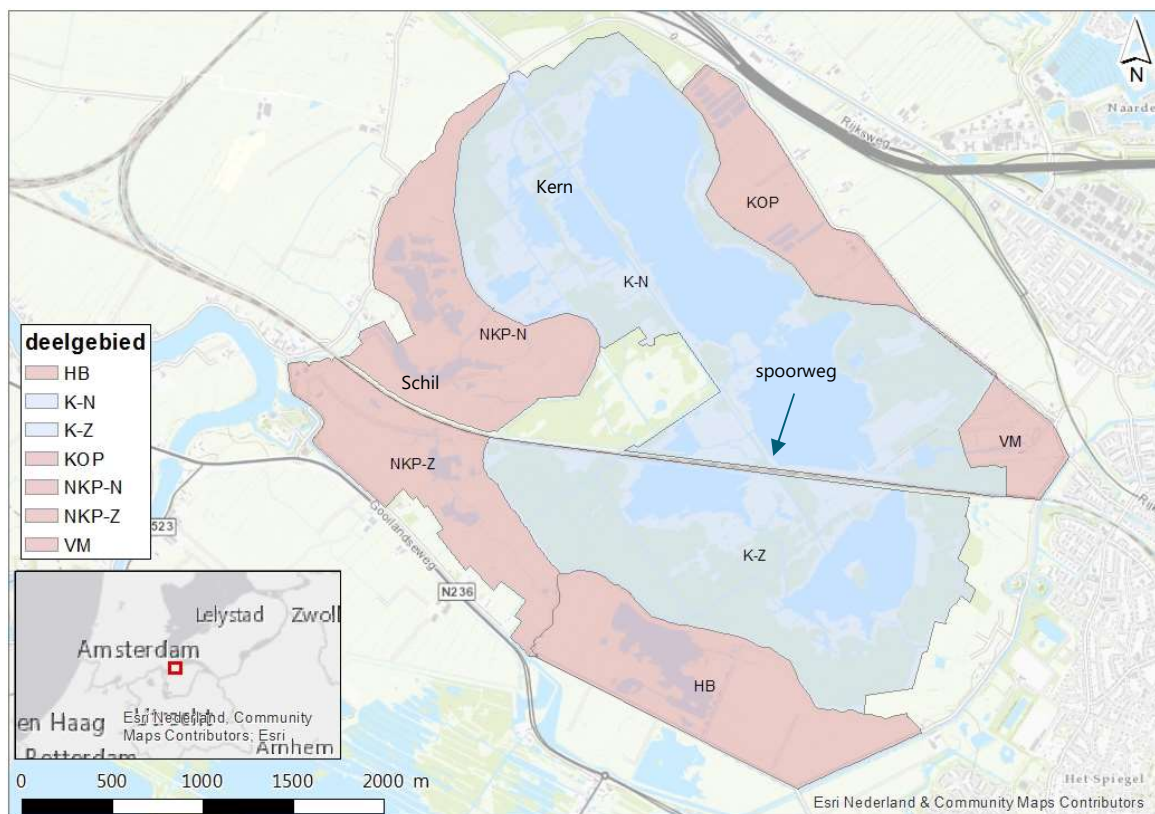 N
Naarde
Rijksweg
Kern
KOP
K-N
NKP-N
Schil
spoorweg
VM
NKP-Z
Gooilandseweg
523
N236
K-Z
HB
Het Spiegel
deelgebied
HB
K-N
K-Z
KOP
NKP-N
NKP-Z
VM
Lelystad
Zwoll
Amsterdam
en Haag
Utrecht
Arnhem
Rotterdam
Esri Nederland, Community
Maps Contributors, Esri
0 500 1000 1500 2000 m
Esri Nederland & Community Maps Contributors